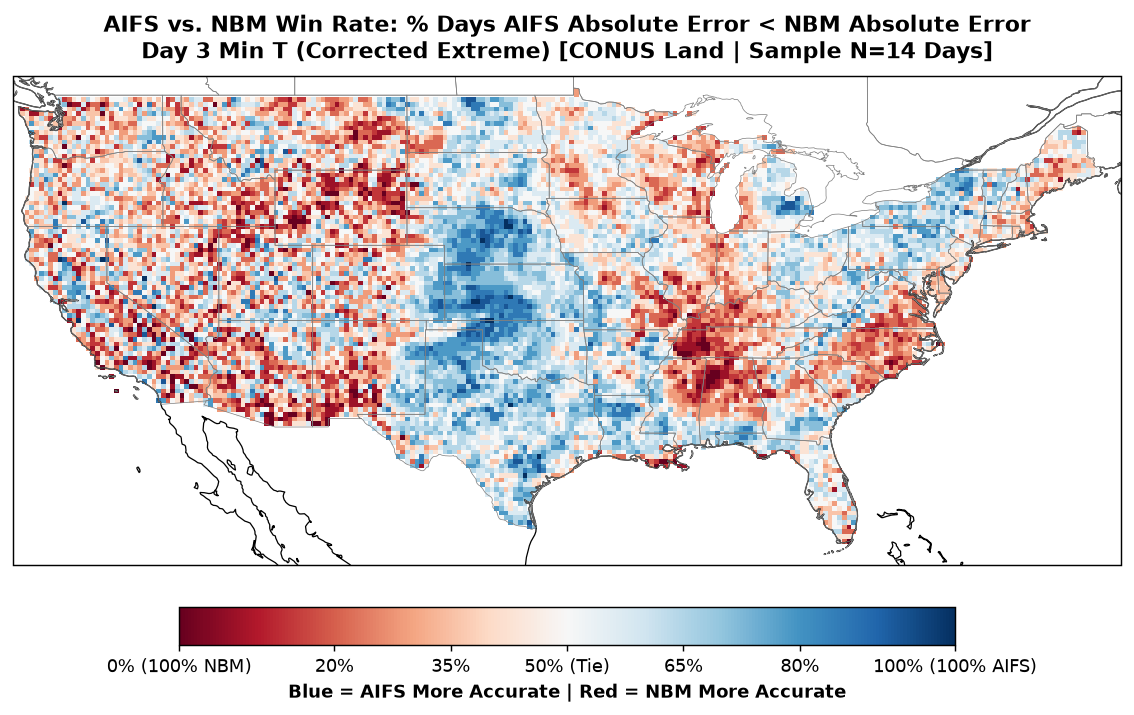 AIFS vs. NBM Win Rate: % Days AIFS Absolute Error < NBM Absolute Error
Day 3 Min T (Corrected Extreme) [CONUS Land | Sample N=14 Days]
0% (100% NBM) 20% 35% 50% (Tie) 65% 80% 100% (100% AIFS)
Blue = AIFS More Accurate | Red = NBM More Accurate